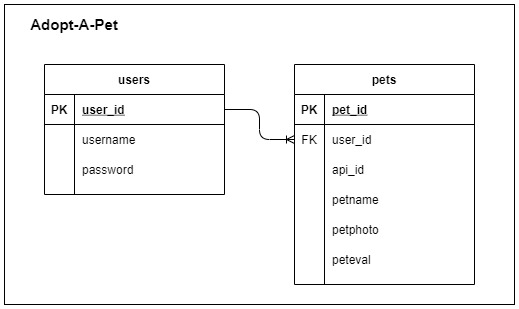 Adopt-A-Pet
users
PK user_id
username
password
pets
PK pet_id
FK user_id
api_id
petname
petphoto
peteval